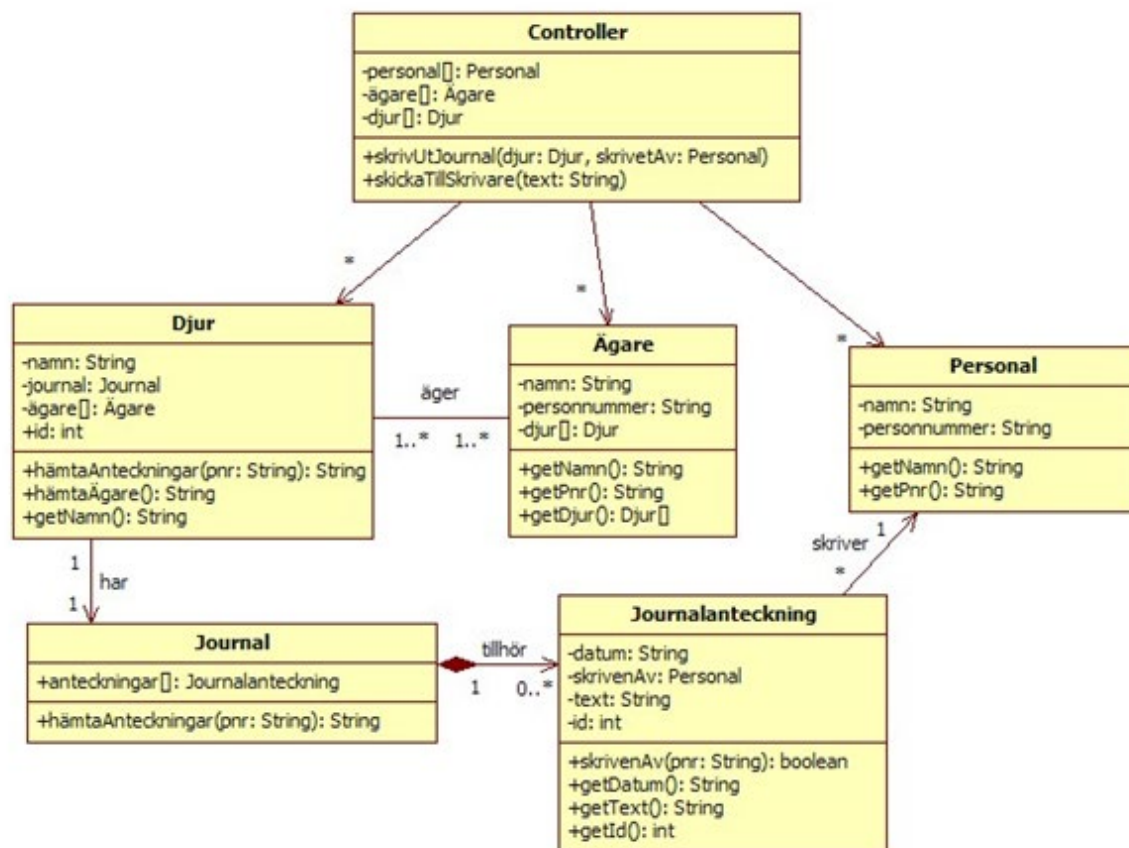 Controller
-personal[]: Personal
-ägare[]: Ägare
-djur[]: Djur
+skrivUtJournal(djur: Djur, skrivetAv: Personal)
+skickaTillSkrivare(text: String)
*
*
*
Djur
-namn: String
-journal: Journal
-ägare[]: Ägare
+id: int
+hämtaAnteckningar(pnr: String): String
+hämtaÄgare(): String
+getNamn(): String
äger
1..* 1..*
Ägare
-namn: String
-personnummer: String
-djur[]: Djur
+getNamn(): String
+getPnr(): String
+getDjur(): Djur[]
Personal
-namn: String
-personnummer: String
+getNamn(): String
+getPnr(): String
1
har
1
skriver
1
*
Journal
+anteckningar[]: Journalanteckning
+hämtaAnteckningar(pnr: String): String
tillhör
1 0..*
Journalanteckning
-datum: String
-skrivenAv: Personal
-text: String
-id: int
+skrivenAv(pnr: String): boolean
+getDatum(): String
+getText(): String
+getId(): int